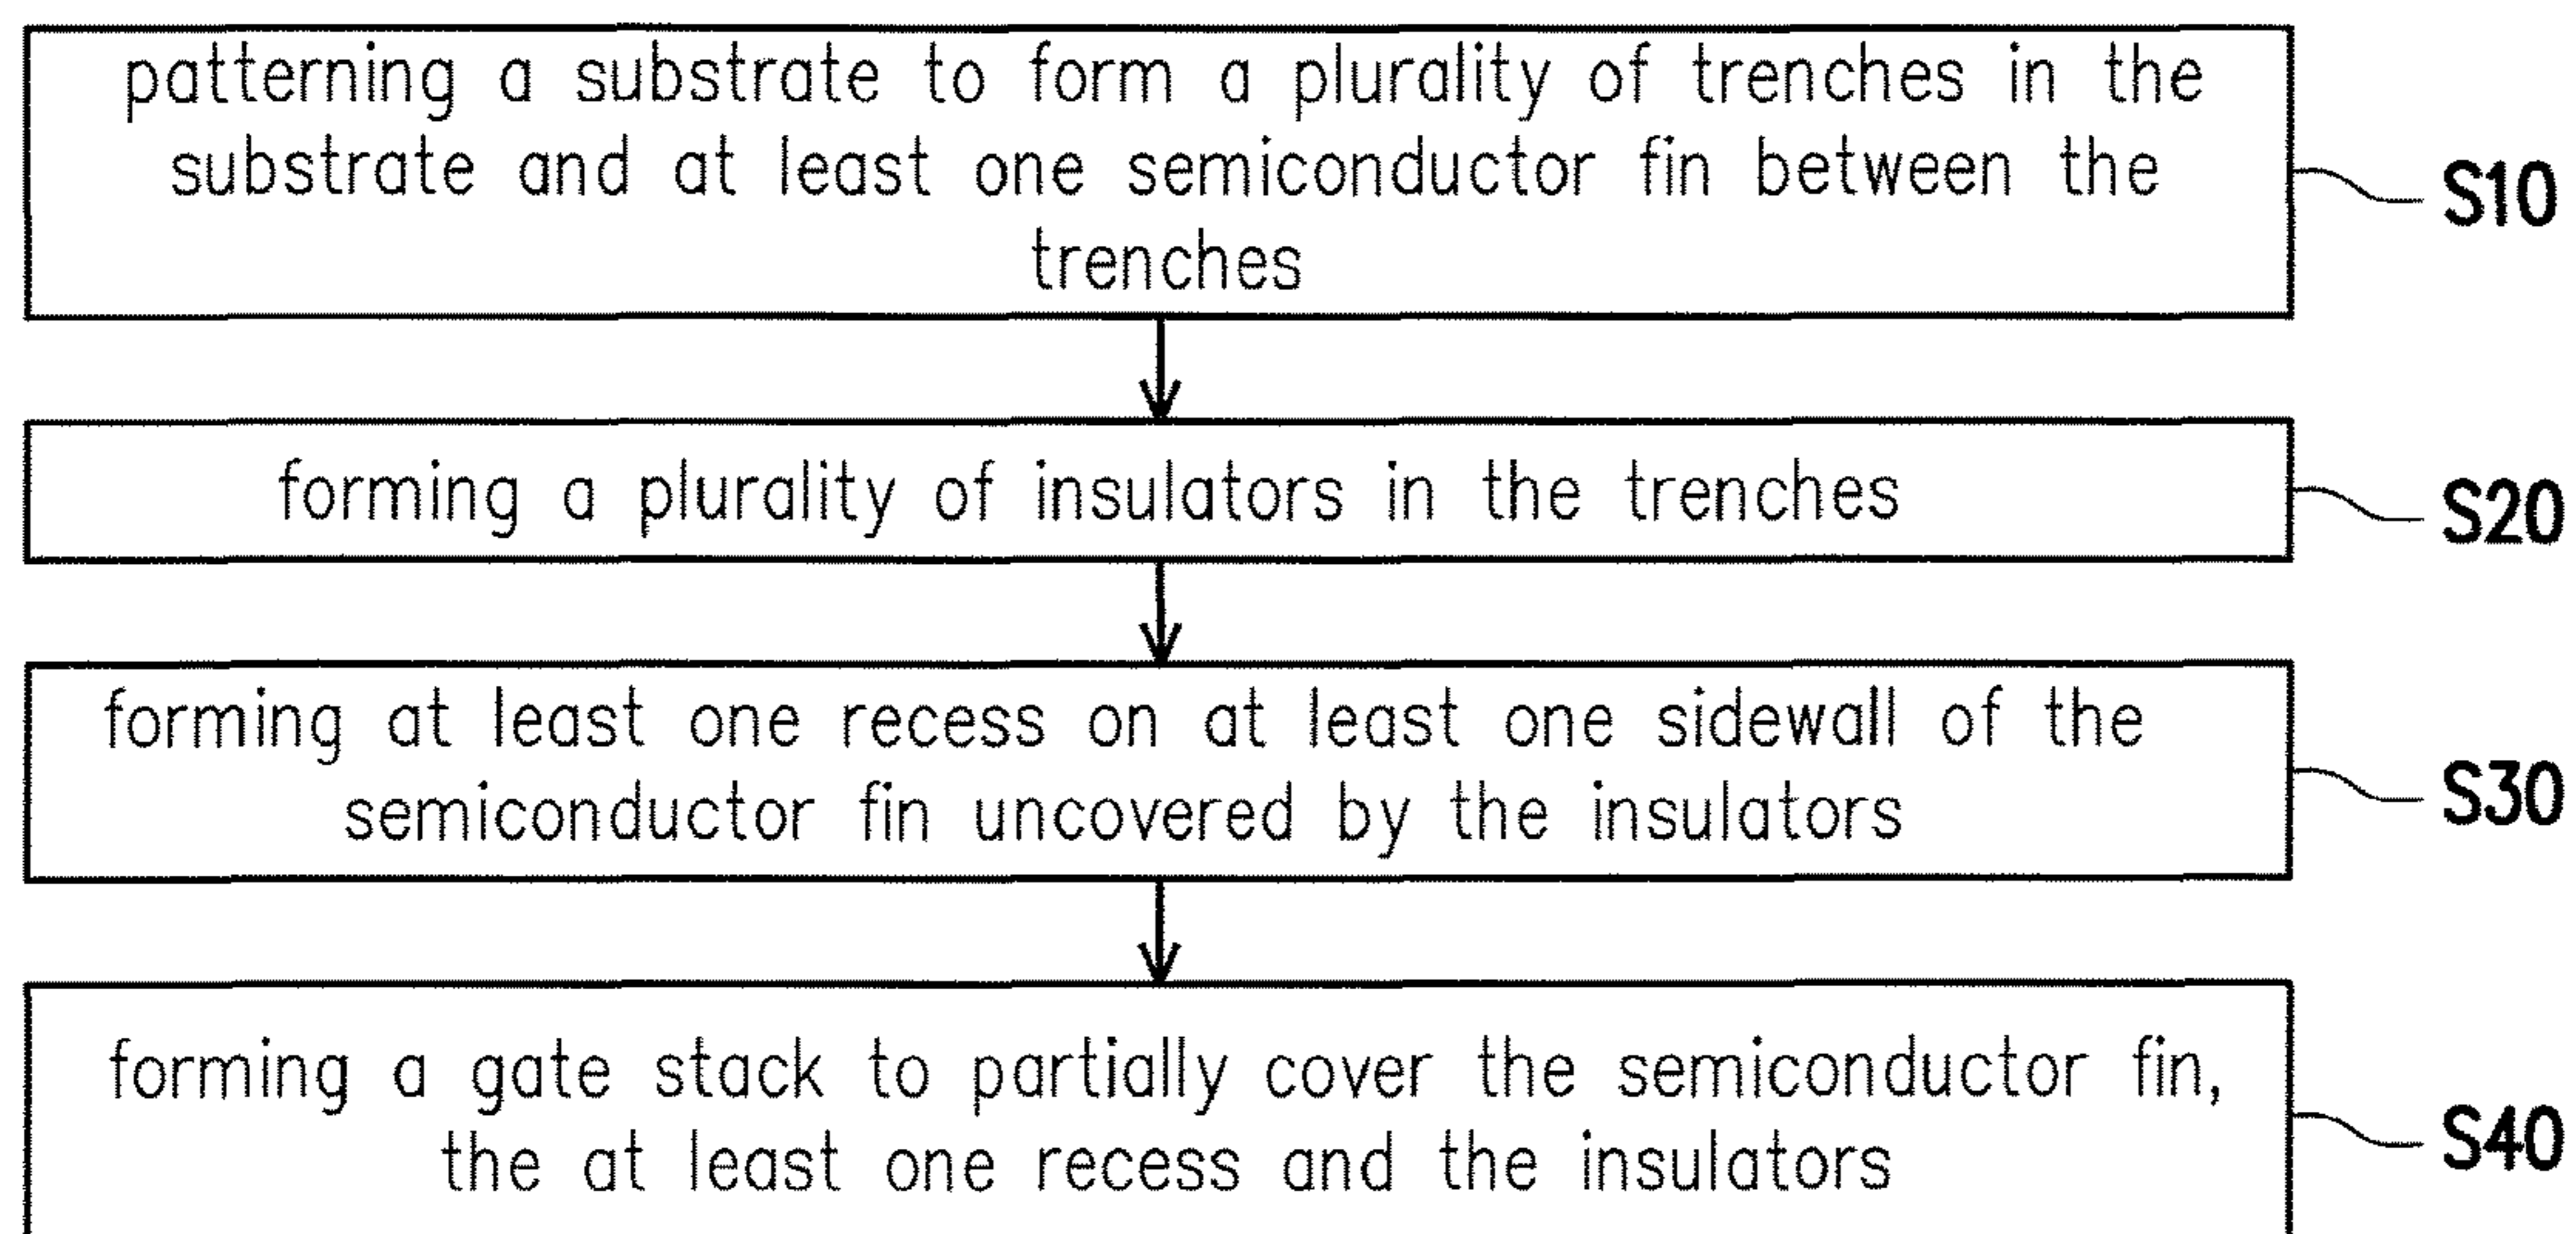 patterning a substrate to form a plurality of trenches in the
substrate and at least one semiconductor fin between the
trenches
S10
forming a plurality of insulators in the trenches
S20
forming at least one recess on at least one sidewall of the
semiconductor fin uncovered by the insulators
S30
forming a gate stack to partially cover the semiconductor fin,
the at least one recess and the insulators
S40